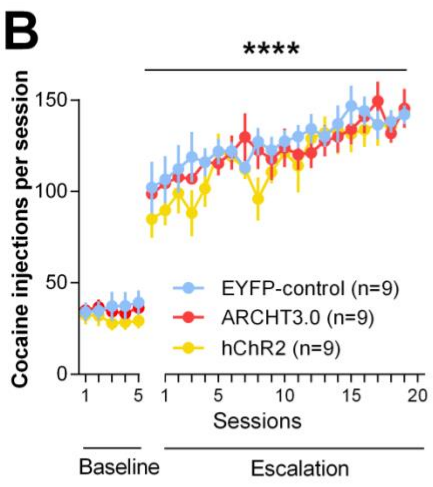 B
****
Cocaine injections per session
150
100
50
0
EYFP-control (n=9)
ARCHT3.0 (n=9)
hChR2 (n=9)
1 5 1 5 10 15 20
Sessions
Baseline Escalation